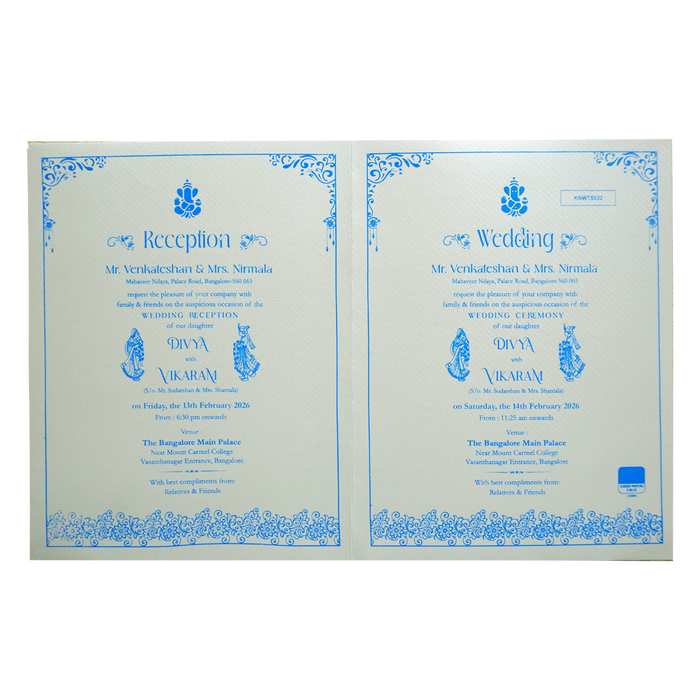 Reception
Mr. Venkateshan & Mrs. Nirmala
Mahaveer Nilaya, Palace Road, Bangalore-560 065
request the pleasure of your company with
family & friends on the auspicious occasion of the
WEDDING RECEPTION
of our daughter
DIVYA
with
VIKARAM
(S/o. Mr. Sudarshan & Mrs. Shantala)
on Friday, the 13th February 2026
From : 6:30 pm onwards
Venue :
The Bangalore Main Palace
Near Mount Carmel College
Vasanthanagar Entrance, Bangalore
With best compliments from:
Relatives & Friends
KNWT5022
Wedding
Mr. Venkateshan & Mrs. Nirmala
Mahaveer Nilaya, Palace Road, Bangalore-560 065
request the pleasure of your company with
family & friends on the auspicious occasion of the
WEDDING CEREMONY
of our daughter
DIVYA
with
VIKARAM
(S/o. Mr. Sudarshan & Mrs. Shantala)
on Saturday, the 14th February 2026
From : 11:25 am onwards
Venue :
The Bangalore Main Palace
Near Mount Carmel College
Vasanthanagar Entrance, Bangalore
With best compliments from:
Relatives & Friends